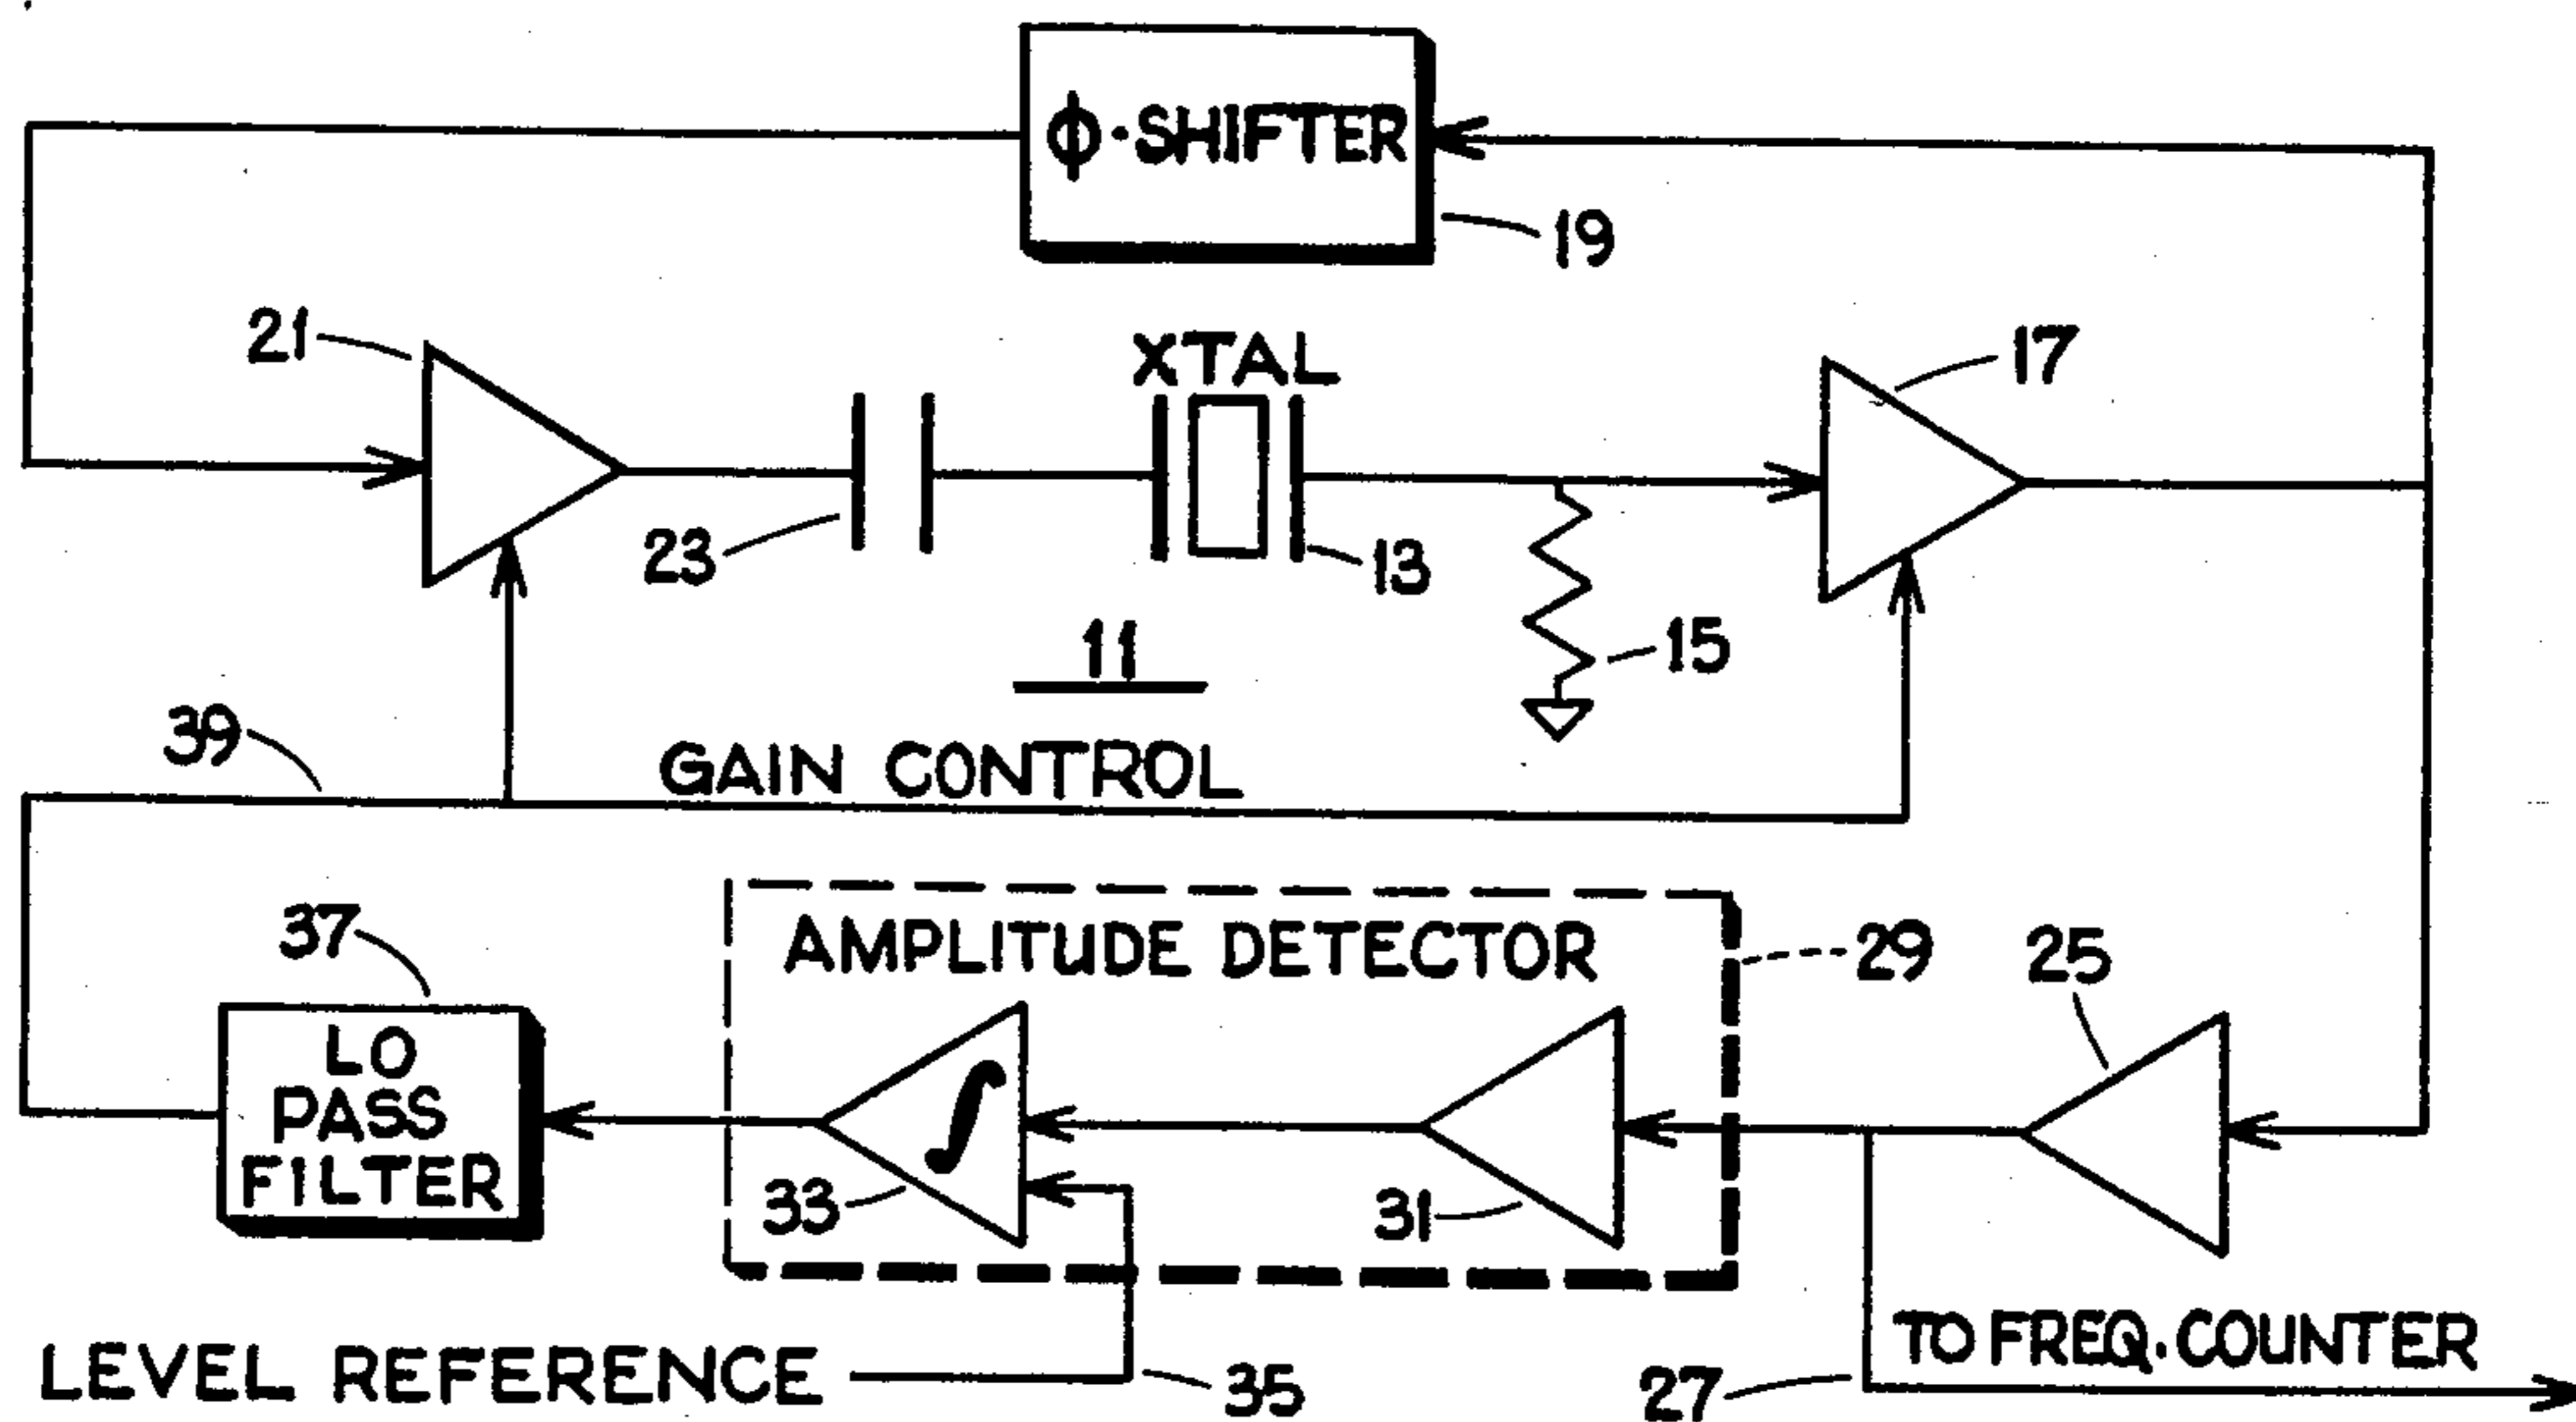 ϕ·SHIFTER
19
21
XTAL
17
23
13
15
11
39
GAIN CONTROL
37
AMPLITUDE DETECTOR
29
25
LO
PASS
FILTER
33
31
TO FREQ. COUNTER
LEVEL REFERENCE
35
27